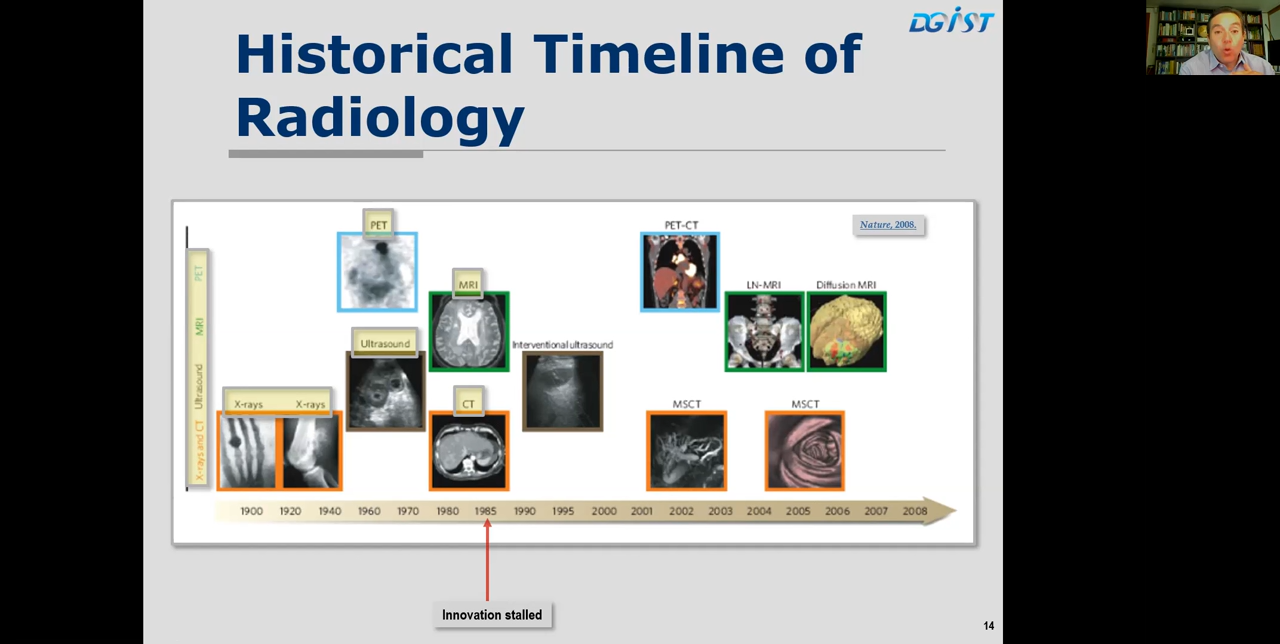 DGIST
Historical Timeline of
Radiology
PET
PET-CT
Nature, 2008.
MRI
LN-MRI
Diffusion MRI
Ultrasound
Interventional ultrasound
X-rays
X-rays
CT
MSCT
MSCT
PET
MRI
Ultrasound
X-rays and CT
1900 1920 1940 1960 1970 1980 1985 1990 1995 2000 2001 2002 2003 2004 2005 2006 2007 2008
Innovation stalled
14